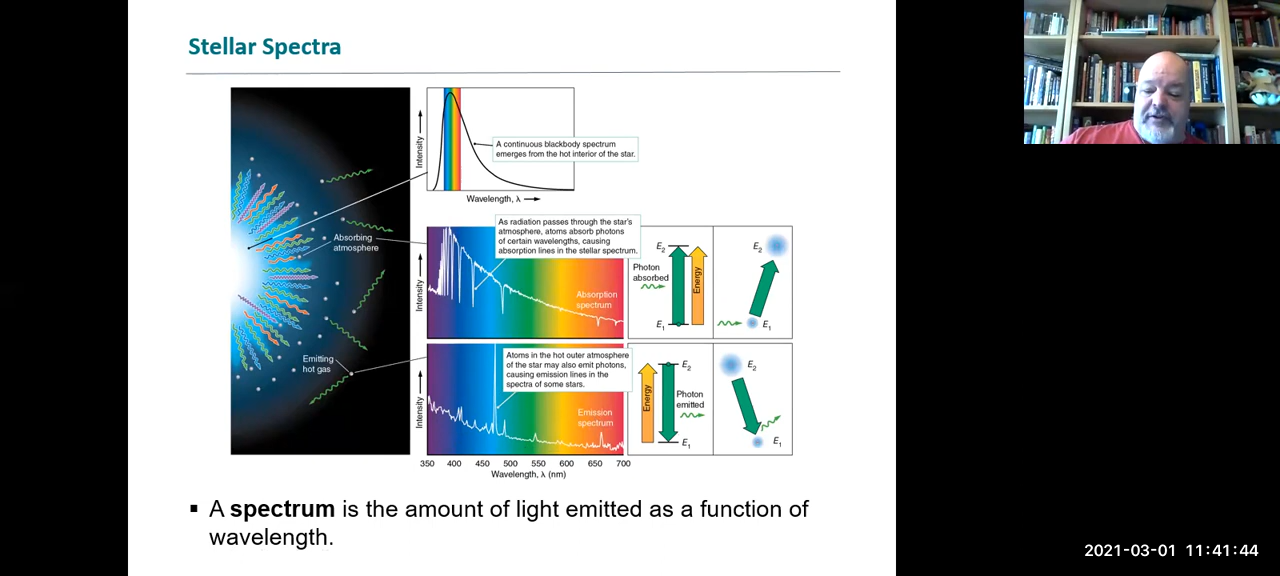 Stellar Spectra
Intensity
A continuous blackbody spectrum
emerges from the hot interior of the star.
Wavelength, λ
As radiation passes through the star's
atmosphere, atoms absorb photons
of certain wavelengths, causing
absorption lines in the stellar spectrum.
Absorbing
atmosphere
Intensity
Absorption
spectrum
E2
Photon
absorbed
Energy
E1
E2
E1
Emitting
hot gas
Atoms in the hot outer atmosphere
of the star may also emit photons,
causing emission lines in the
spectra of some stars.
Intensity
Emission
spectrum
Energy
E2
Photon
emitted
E1
E2
E1
350 400 450 500 550 600 650 700
Wavelength, λ (nm)
▪ A spectrum is the amount of light emitted as a function of
wavelength.
2021-03-01 11:41:44